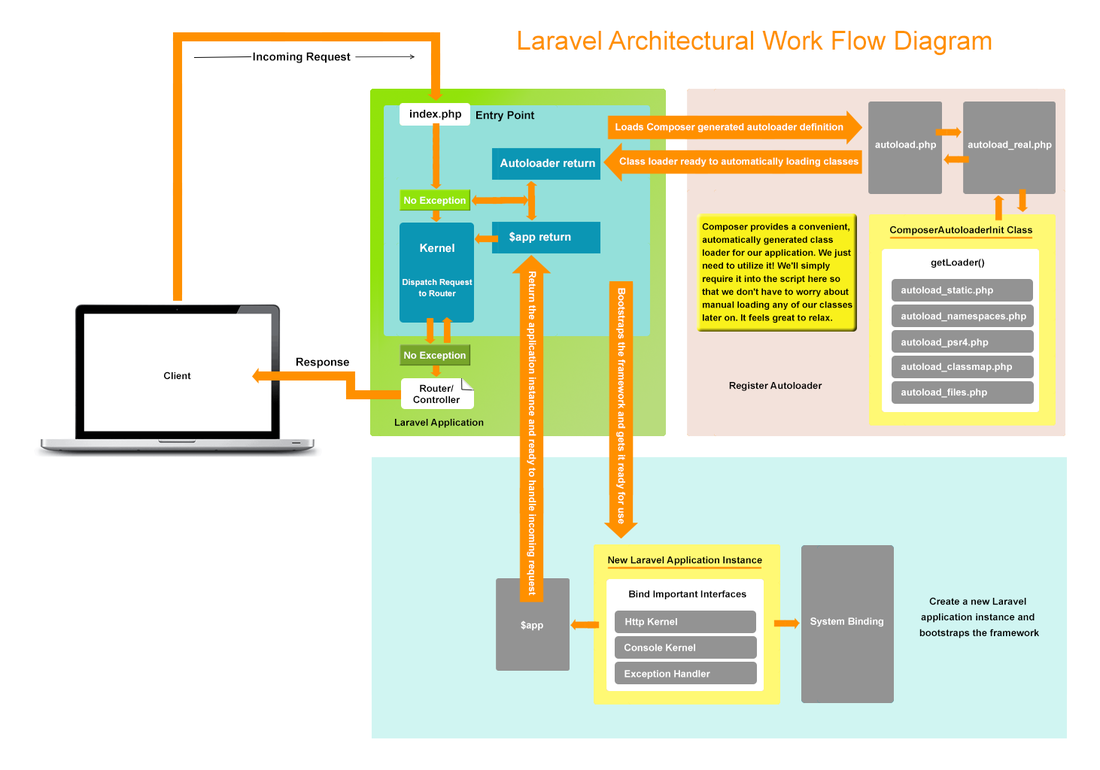 Laravel Architectural Work Flow Diagram
Incoming Request
index.php
Entry Point
Loads Composer generated autoloader definition
autoload.php
autoload_real.php
Autoloader return
Class loader ready to automatically loading classes
No Exception
$app return
Kernel
Dispatch Request
to Router
No Exception
Router/
Controller
Laravel Application
Response
Client
Composer provides a convenient,
automatically generated class
loader for our application. We just
need to utilize it! We'll simply
require it into the script here so
that we don't have to worry about
manual loading any of our classes
later on. It feels great to relax.
Register Autoloader
ComposerAutoloaderInit Class
getLoader()
autoload_static.php
autoload_namespaces.php
autoload_psr4.php
autoload_classmap.php
autoload_files.php
Return the application instance and ready to handle incoming request
Bootstraps the framework and gets it ready for use
New Laravel Application Instance
Bind Important Interfaces
Http Kernel
Console Kernel
Exception Handler
$app
System Binding
Create a new Laravel
application instance and
bootstraps the framework